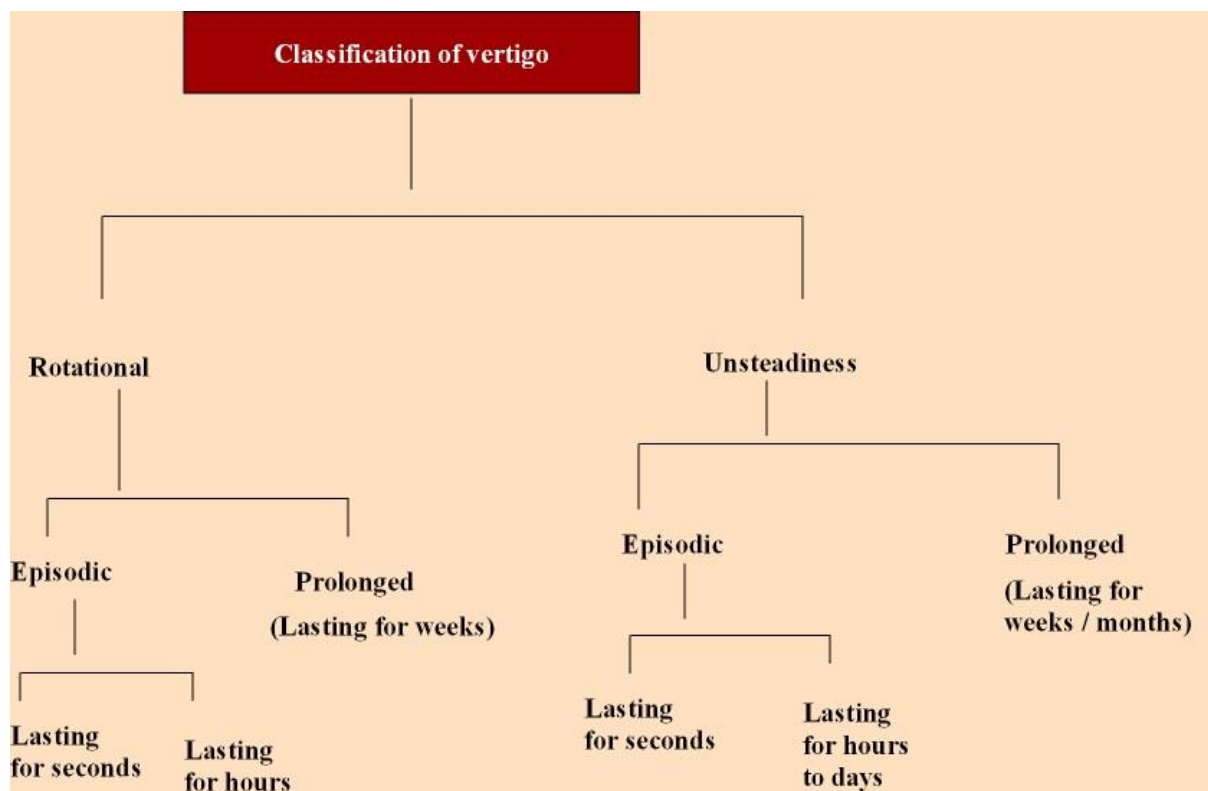 Classification of vertigo
Rotational
Unsteadiness
Episodic
Prolonged
(Lasting for weeks)
Episodic
Prolonged
(Lasting for
weeks / months)
Lasting
for seconds
Lasting
for hours
Lasting
for seconds
Lasting
for hours
to days